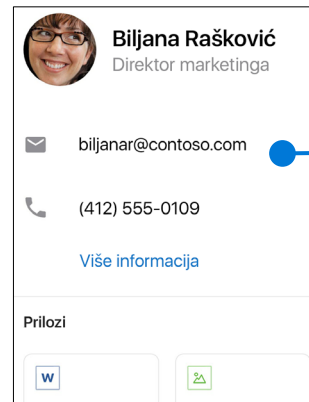 Biljana Rašković
Direktor marketinga
biljanar@contoso.com
(412) 555-0109
Više informacija
Prilozi
W